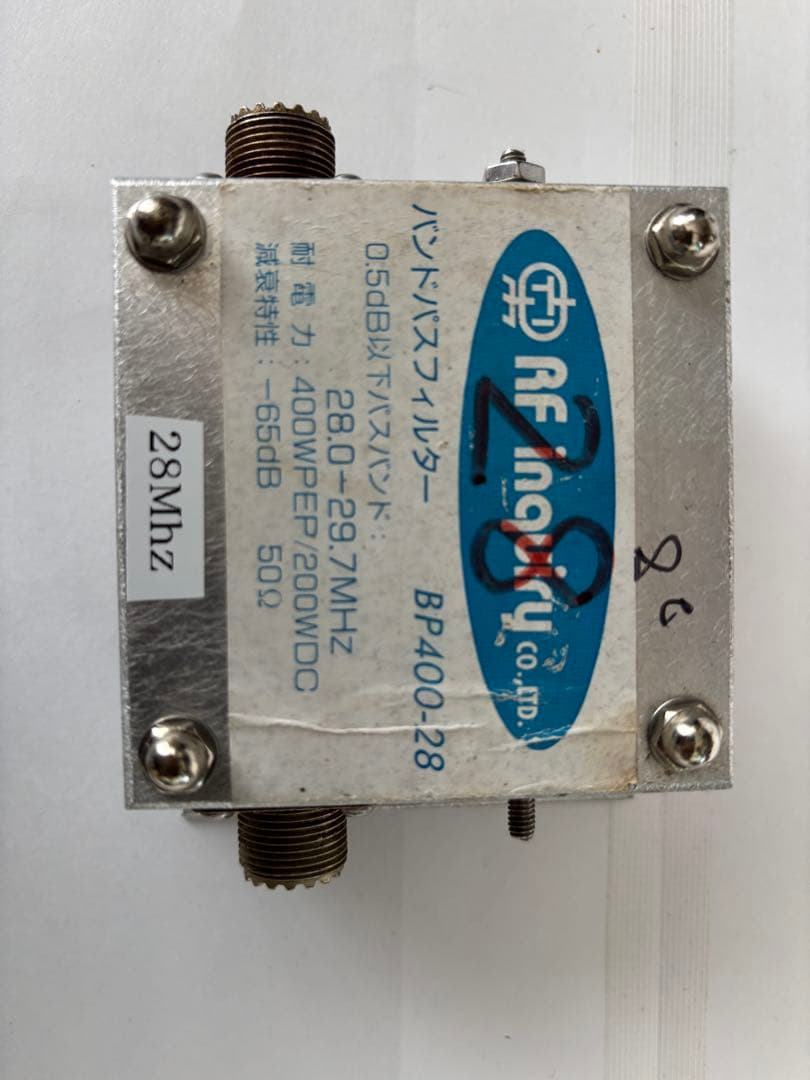 RF inquiry CO.,LTD.
28
バンドパスフィルター BP400-28
0.5dB以下パスバンド:
28.0-29.7MHz
耐電力:400WPEP/200WDC
減衰特性:-65dB 50Ω
28Mhz